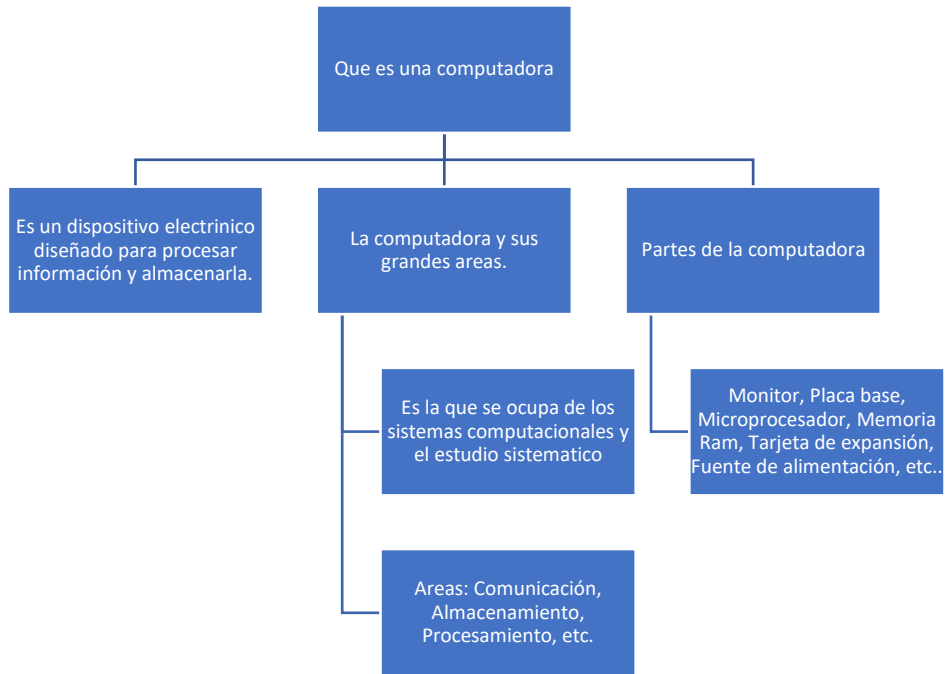 Que es una computadora
Es un dispositivo electrinico
diseñado para procesar
información y almacenarla.
La computadora y sus
grandes areas.
Partes de la computadora
Es la que se ocupa de los
sistemas computacionales y
el estudio sistematico
Monitor, Placa base,
Microprocesador, Memoria
Ram, Tarjeta de expansión,
Fuente de alimentación, etc..
Areas: Comunicación,
Almacenamiento,
Procesamiento, etc.